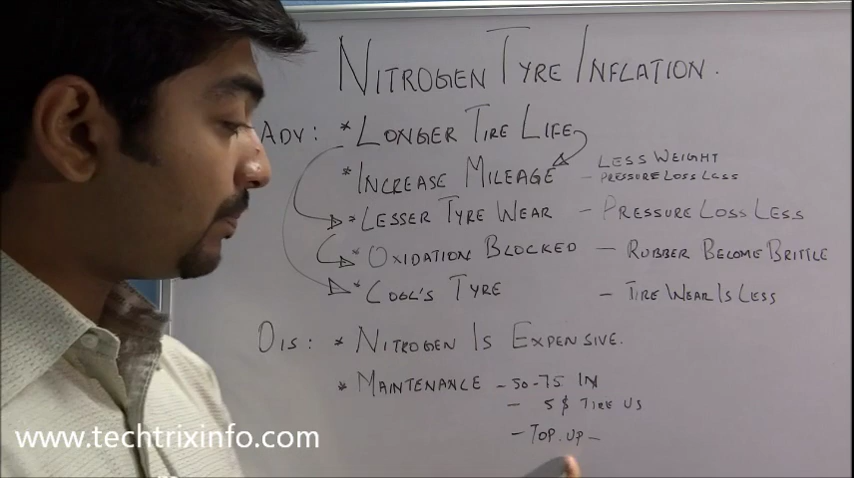 NITROGEN TYRE INFLATION.
ADV: * LONGER TIRE LIFE
* INCREASE MILEAGE LESS WEIGHT
- PRESSURE LOSS LESS
* LESSER TYRE WEAR - PRESSURE LOSS LESS
* OXIDATION BLOCKED - RUBBER BECOME BRITTLE
* COOL'S TYRE - TIRE WEAR IS LESS
DIS: * NITROGEN IS EXPENSIVE.
* MAINTENANCE - 50-75 IN
- 5$ TIRE US
- TOP.UP -
www.techtrixinfo.com